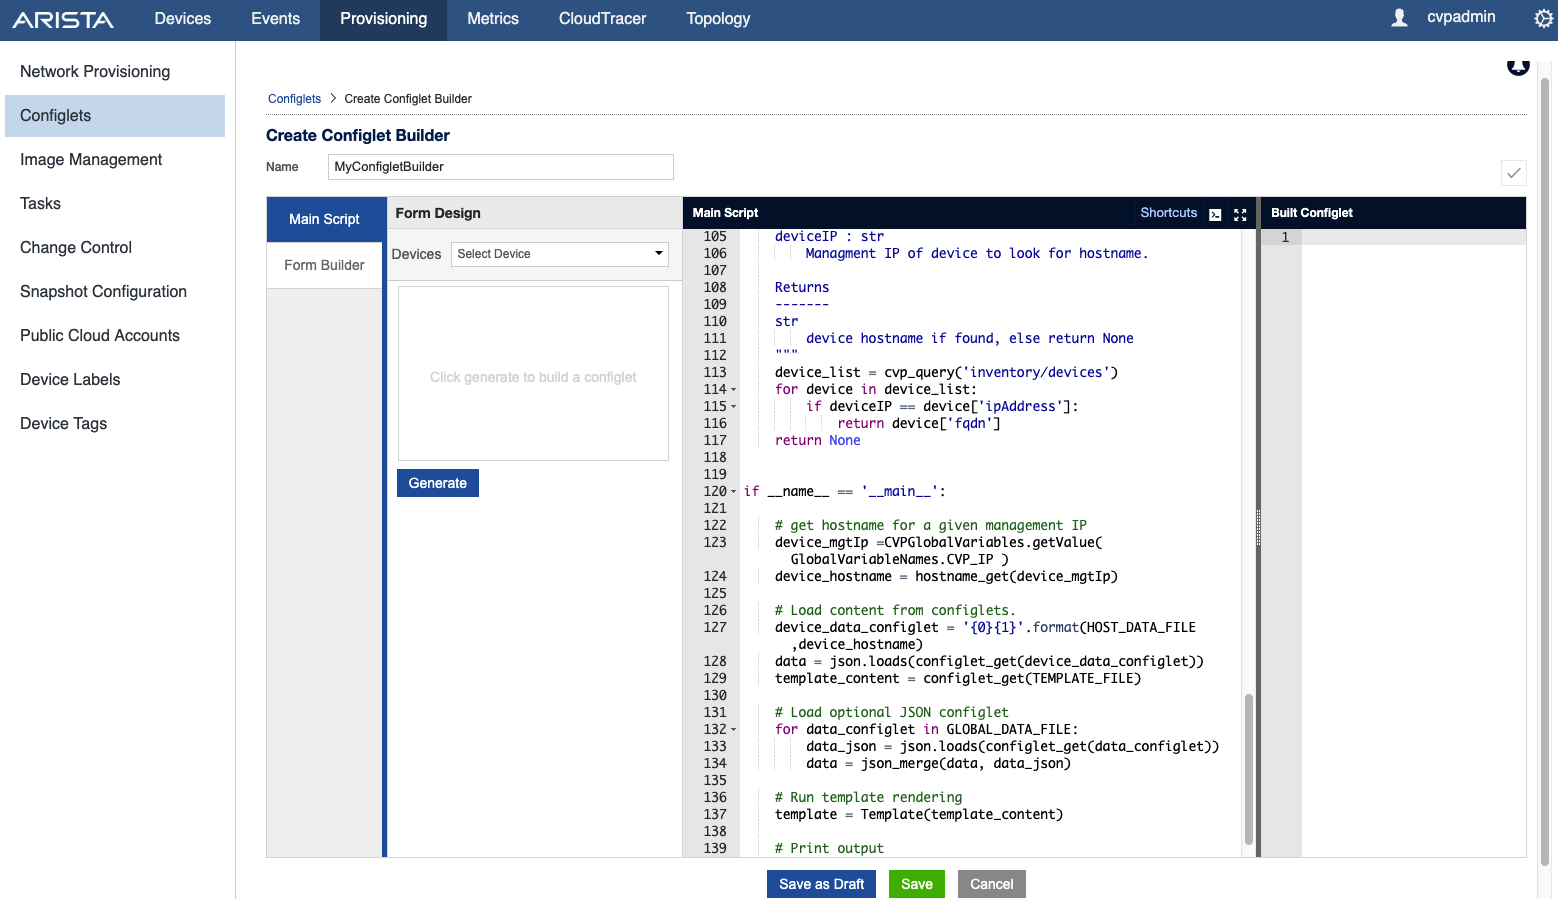 ARISTA Devices Events Provisioning Metrics CloudTracer Topology cvpadmin
Network Provisioning
Configlets
Image Management
Tasks
Change Control
Snapshot Configuration
Public Cloud Accounts
Device Labels
Device Tags
Configlets > Create Configlet Builder
Create Configlet Builder
Name MyConfigletBuilder
Main Script
Form Builder
Form Design
Devices Select Device
Click generate to build a configlet
Generate
Main Script Shortcuts
105 deviceIP : str
106 Managment IP of device to look for hostname.
107
108 Returns
109 -------
110 str
111 device hostname if found, else return None
112 """
113 device_list = cvp_query('inventory/devices')
114 for device in device_list:
115 if deviceIP == device['ipAddress']:
116 return device['fqdn']
117 return None
118
119
120 if __name__ == '__main__':
121
122 # get hostname for a given management IP
123 device_mgtIp =CVPGlobalVariables.getValue(
GlobalVariableNames.CVP_IP )
124 device_hostname = hostname_get(device_mgtIp)
125
126 # Load content from configlets.
127 device_data_configlet = '{0}{1}'.format(HOST_DATA_FILE
,device_hostname)
128 data = json.loads(configlet_get(device_data_configlet))
129 template_content = configlet_get(TEMPLATE_FILE)
130
131 # Load optional JSON configlet
132 for data_configlet in GLOBAL_DATA_FILE:
133 data_json = json.loads(configlet_get(data_configlet))
134 data = json_merge(data, data_json)
135
136 # Run template rendering
137 template = Template(template_content)
138
139 # Print output
Built Configlet
1
Save as Draft Save Cancel